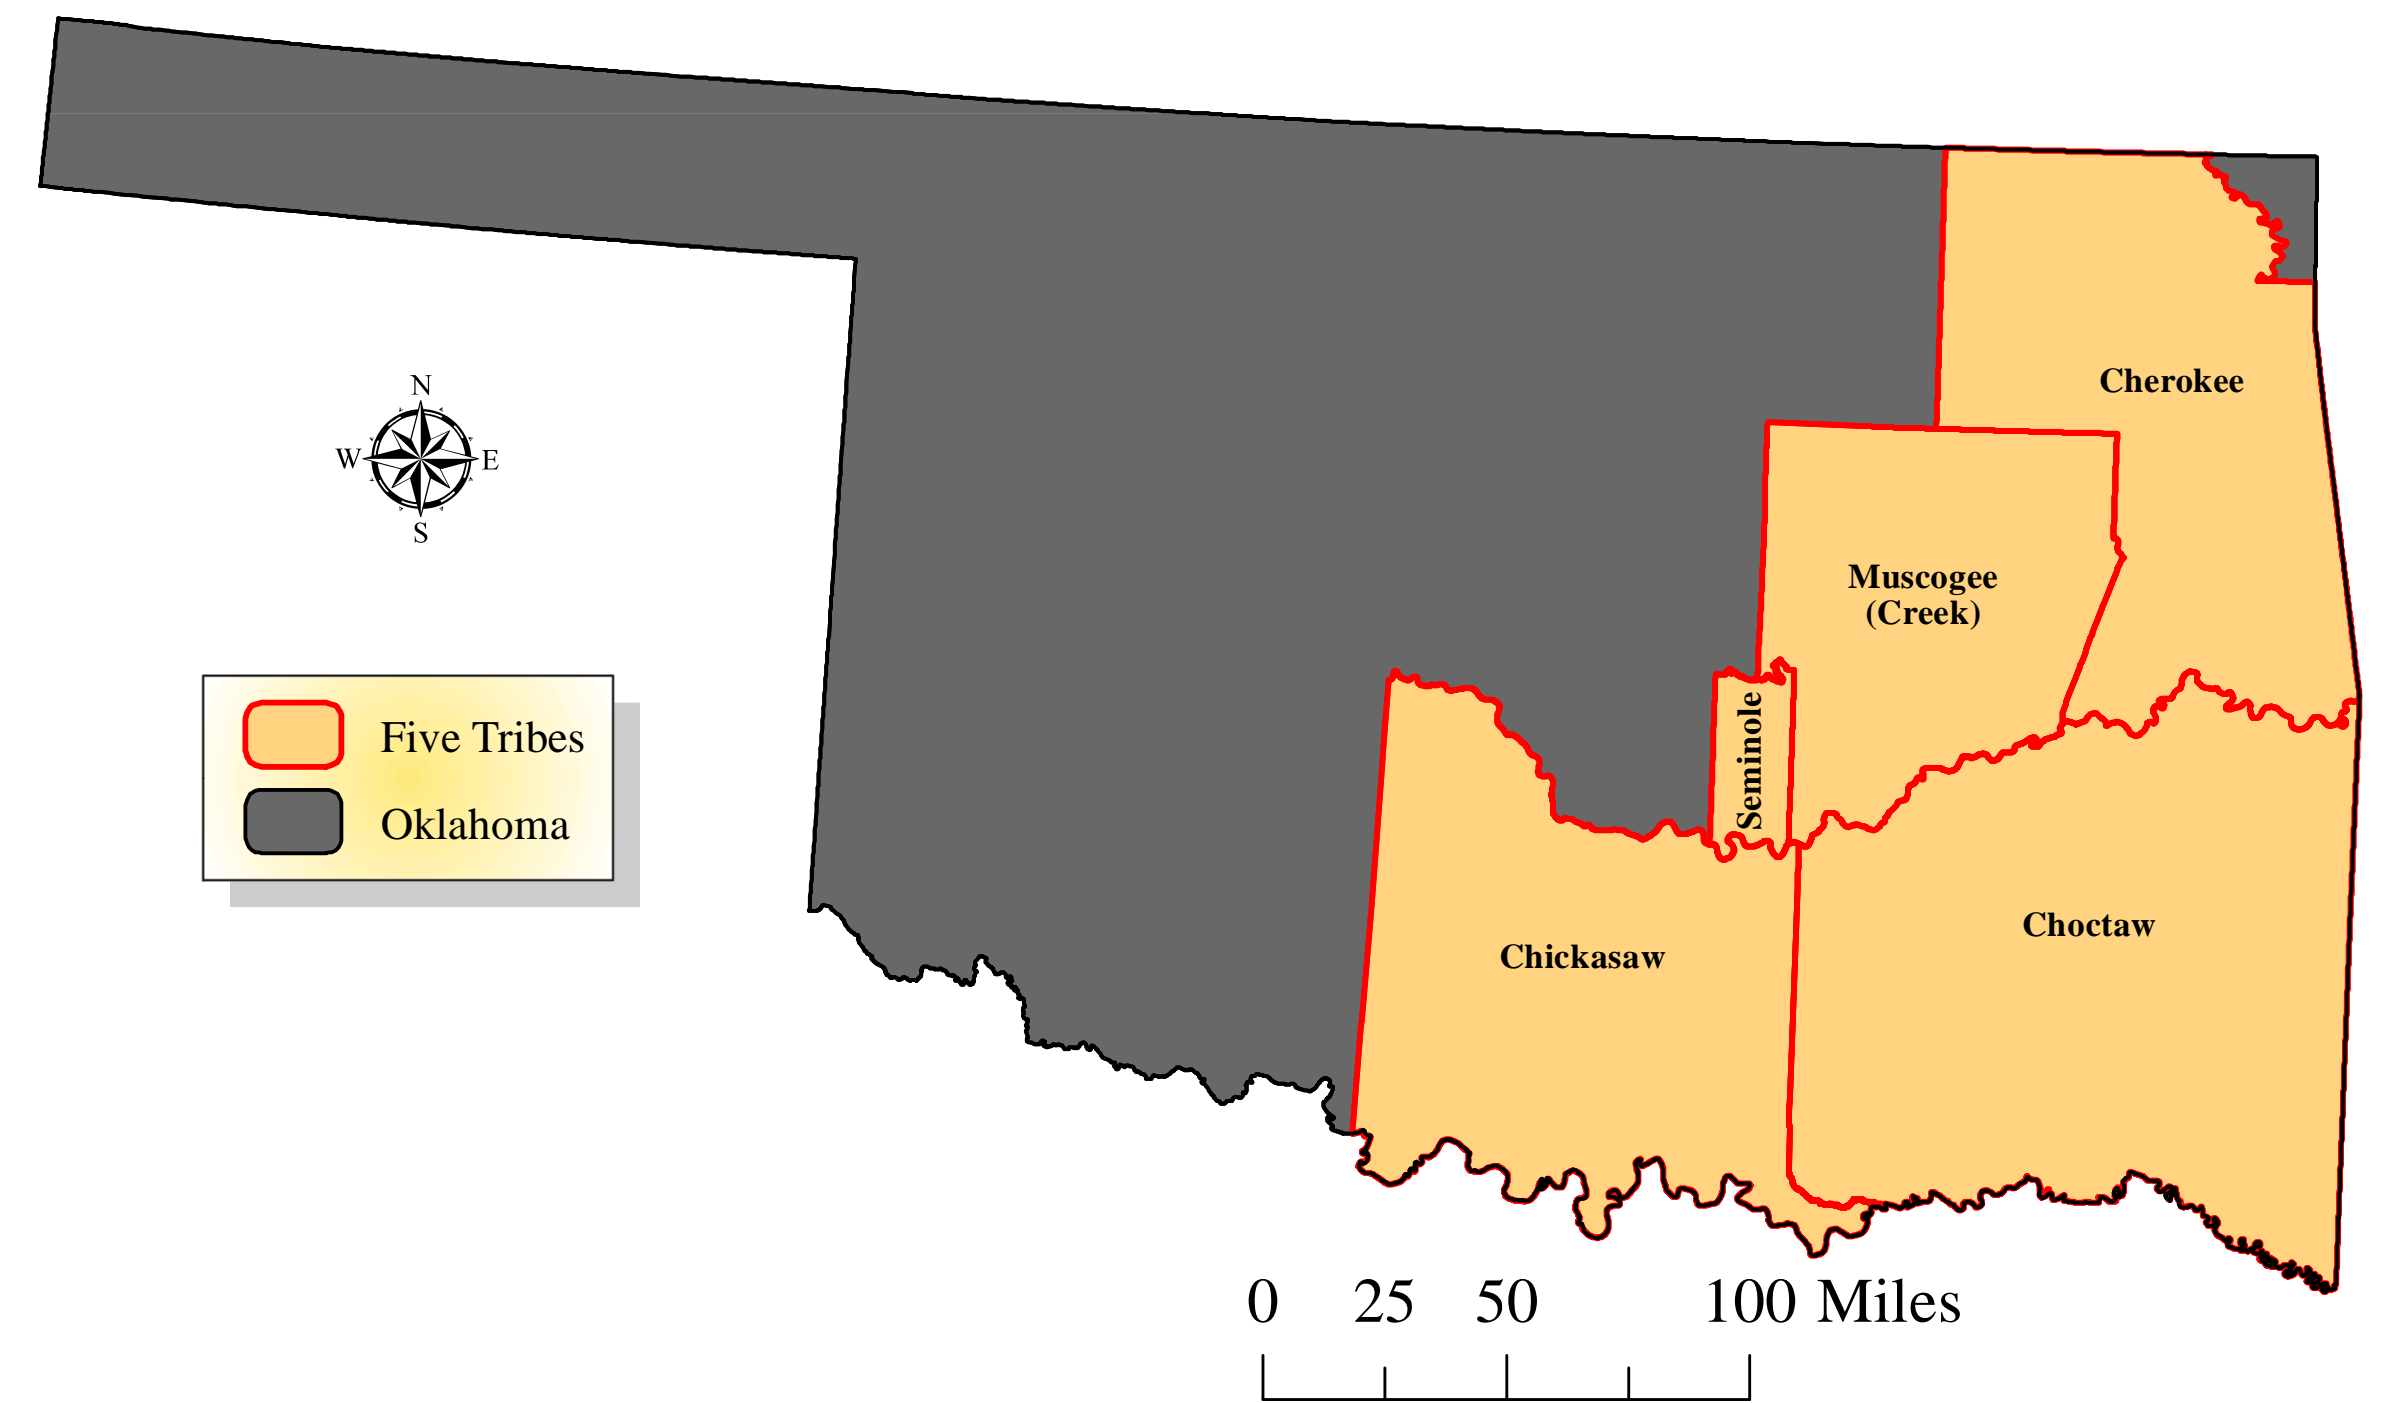 N
W
E
S
Cherokee
Muscogee
(Creek)
Seminole
Chickasaw
Choctaw
Five Tribes
Oklahoma
0 25 50 100 Miles